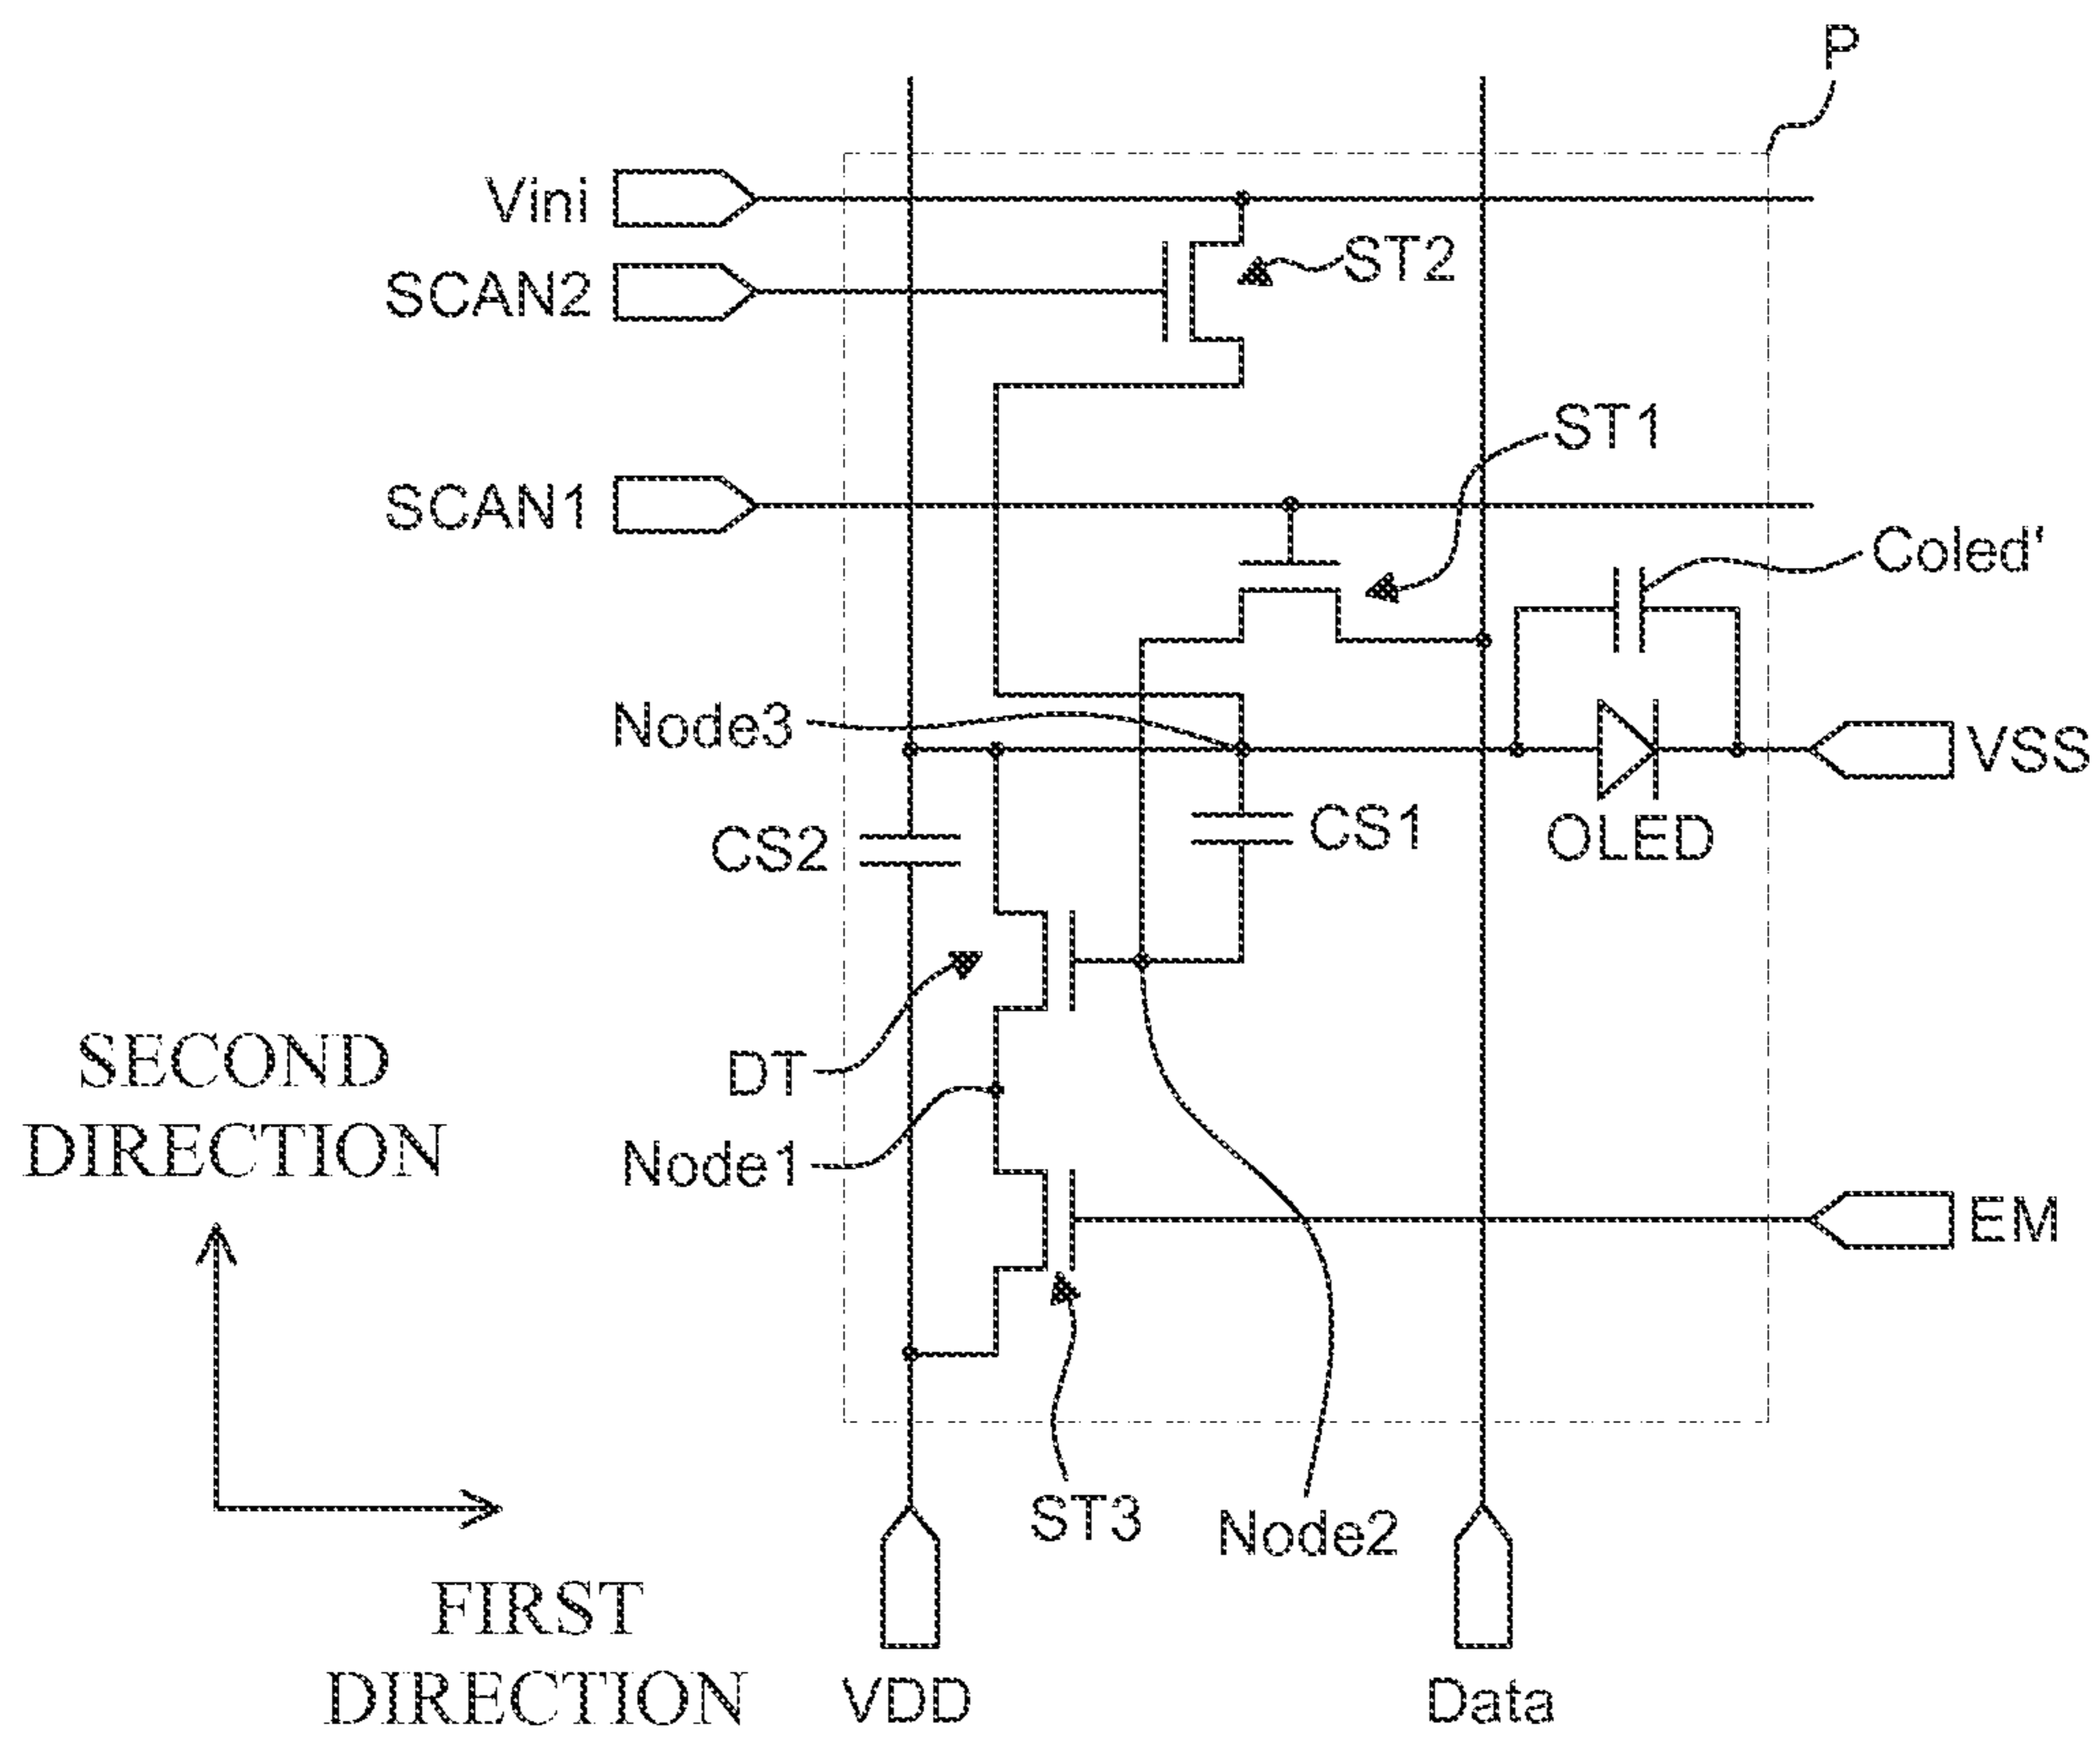 P
Vini
ST2
SCAN2
ST1
SCAN1
Coled'
Node3
VSS
CS2
CS1
OLED
SECOND
DIRECTION
DT
Node1
EM
ST3
Node2
FIRST
DIRECTION
VDD
Data